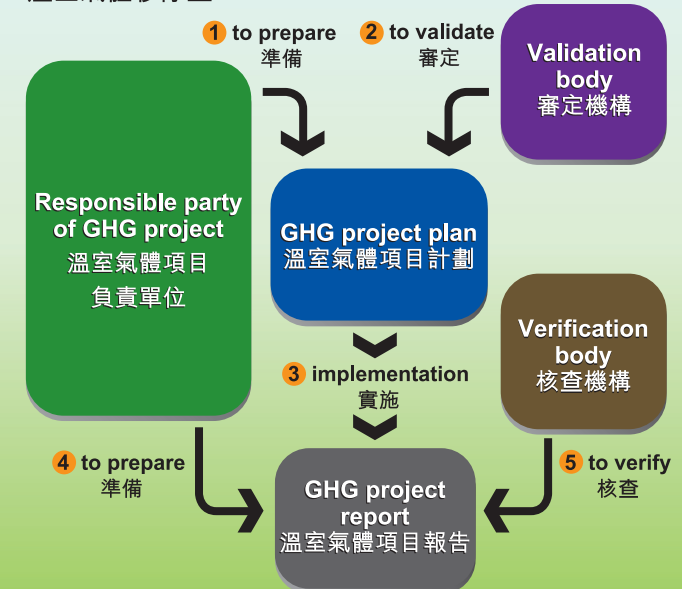 1 to prepare
準備
2 to validate
審定
Validation
body
審定機構
Responsible party
of GHG project
溫室氣體項目
負責單位
GHG project plan
溫室氣體項目計劃
3 implementation
實施
Verification
body
核查機構
4 to prepare
準備
GHG project
report
溫室氣體項目報告
5 to verify
核查